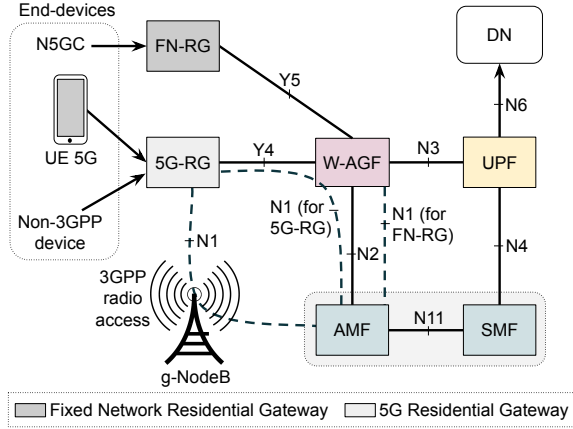 End-devices
N5GC
FN-RG
DN
Y5
N6
UE 5G
5G-RG
Y4
W-AGF
N3
UPF
Non-3GPP
device
N1
N1 (for
5G-RG)
N1 (for
FN-RG)
N2
N4
3GPP
radio
access
AMF
N11
SMF
g-NodeB
Fixed Network Residential Gateway
5G Residential Gateway